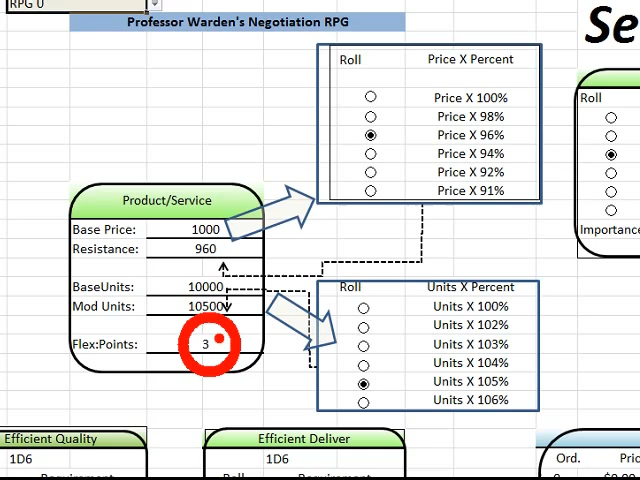 RPG 0
Professor Warden's Negotiation RPG
Se
Roll Price X Percent
Price X 100%
Price X 98%
Price X 96%
Price X 94%
Price X 92%
Price X 91%
Roll
Importance
Product/Service
Base Price: 1000
Resistance: 960
BaseUnits: 10000
Mod Units: 10500
Flex:Points: 3
Roll Units X Percent
Units X 100%
Units X 102%
Units X 103%
Units X 104%
Units X 105%
Units X 106%
Efficient Quality
1D6
Requirement
Efficient Deliver
1D6
Roll Requirement
Ord. Pric
0 $0.00